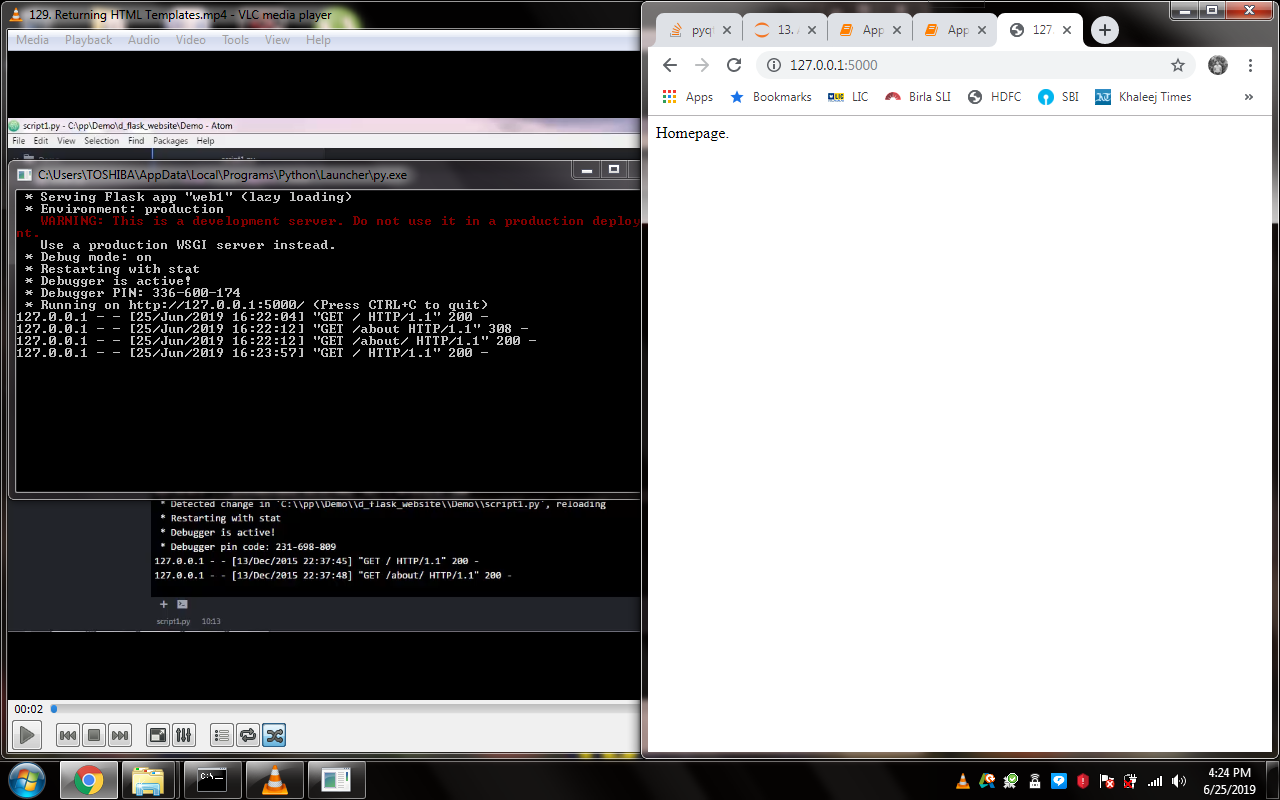 129. Returning HTML Templates.mp4 - VLC media player
Media Playback Audio Video Tools View Help
script1.py - C:\pp\Demo\d_flask_website\Demo - Atom
File Edit View Selection Find Packages Help
C:\Users\TOSHIBA\AppData\Local\Programs\Python\Launcher\py.exe
* Serving Flask app "web1" (lazy loading)
* Environment: production
WARNING: This is a development server. Do not use it in a production deploy
nt.
Use a production WSGI server instead.
* Debug mode: on
* Restarting with stat
* Debugger is active!
* Debugger PIN: 336-600-174
* Running on http://127.0.0.1:5000/ (Press CTRL+C to quit)
127.0.0.1 - - [25/Jun/2019 16:22:04] "GET / HTTP/1.1" 200 -
127.0.0.1 - - [25/Jun/2019 16:22:12] "GET /about HTTP/1.1" 308 -
127.0.0.1 - - [25/Jun/2019 16:22:12] "GET /about/ HTTP/1.1" 200 -
127.0.0.1 - - [25/Jun/2019 16:23:57] "GET / HTTP/1.1" 200 -
* Detected change in 'C:\\pp\\Demo\\d_flask_website\\Demo\\script1.py', reloading
* Restarting with stat
* Debugger is active!
* Debugger pin code: 231-698-809
127.0.0.1 - - [13/Dec/2015 22:37:45] "GET / HTTP/1.1" 200 -
127.0.0.1 - - [13/Dec/2015 22:37:48] "GET /about/ HTTP/1.1" 200 -
script1.py 10:13
00:02
pyq 13. App App 127
127.0.0.1:5000
Apps Bookmarks LIC Birla SLI HDFC SBI Khaleej Times »
Homepage.
4:24 PM
6/25/2019